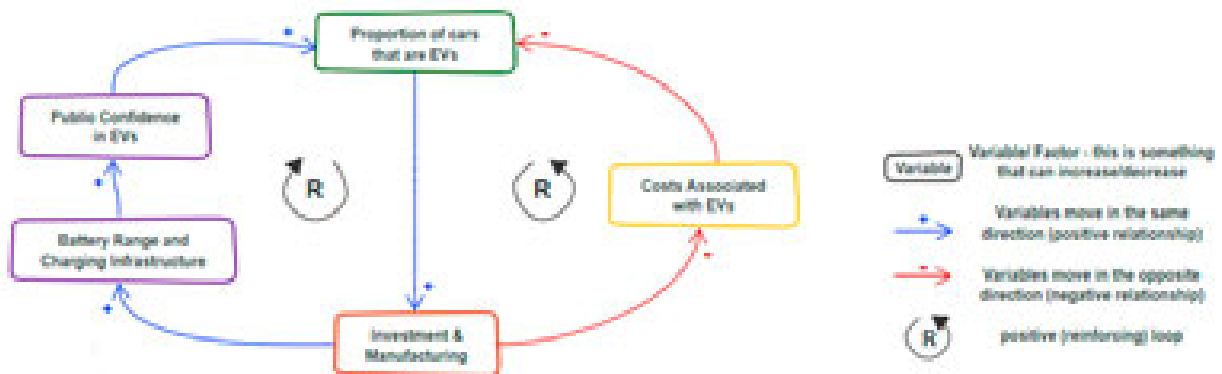 Proportion of cars
that are EVs
Public Confidence
in EVs
Battery Range and
Charging Infrastructure
Investment &
Manufacturing
Costs Associated
with EVs
R
R
+
+
+
+
+
-
-
Variable
Variable/ Factor - this is something
that can increase/decrease
+
Variables move in the same
direction (positive relationship)
-
Variables move in the opposite
direction (negative relationship)
R
positive (reinforcing) loop